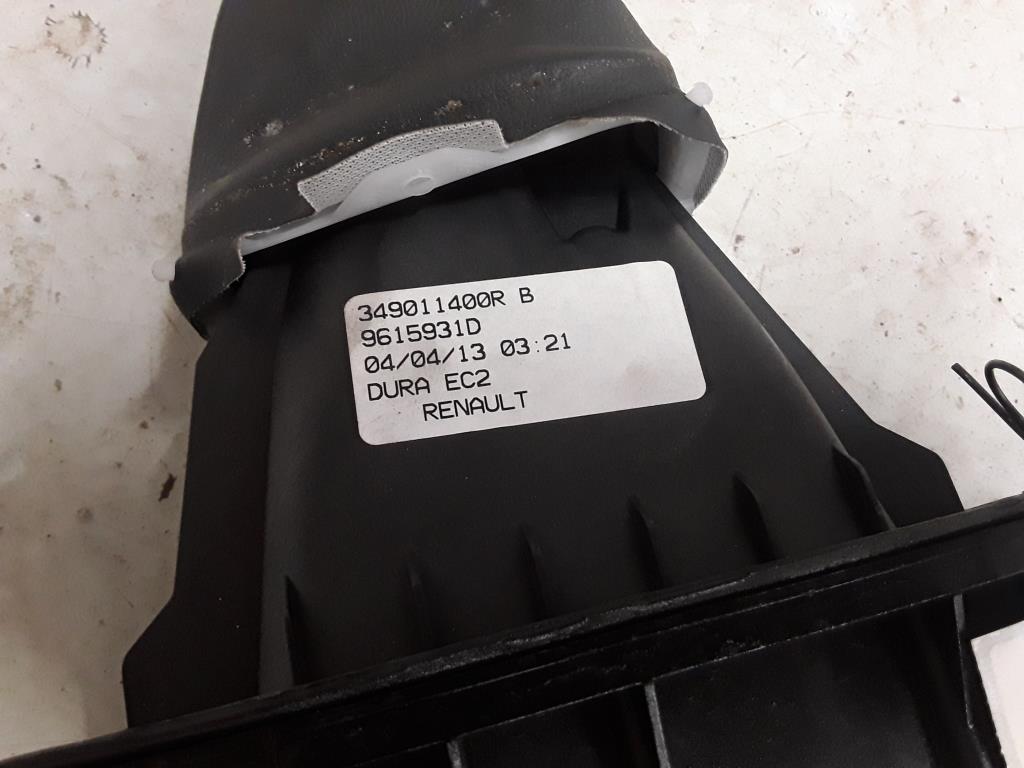 349011400R B
9615931D
04/04/13 03:21
DURA EC2
RENAULT